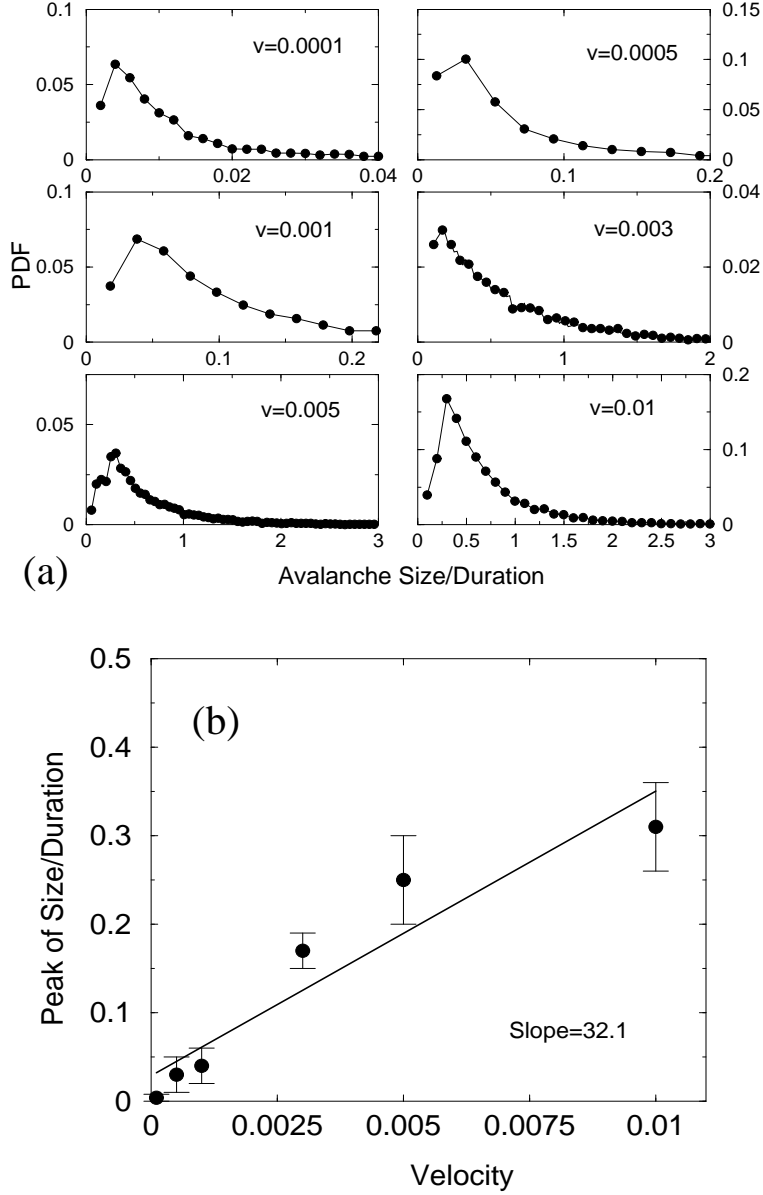 0.1
0.05
0
0 0.02 0.04
v=0.0001
0.15
0.1
0.05
0
0 0.1 0.2
v=0.0005
0.1
0.05
0
0 0.1 0.2
v=0.001
PDF
0.04
0.02
0
0 1 2
v=0.003
0.05
0
0 1 2 3
v=0.005
0.2
0.1
0
0 0.5 1 1.5 2 2.5 3
v=0.01
(a)
Avalanche Size/Duration
0.5
0.4
0.3
0.2
0.1
0
(b)
Peak of Size/Duration
Slope=32.1
0 0.0025 0.005 0.0075 0.01
Velocity